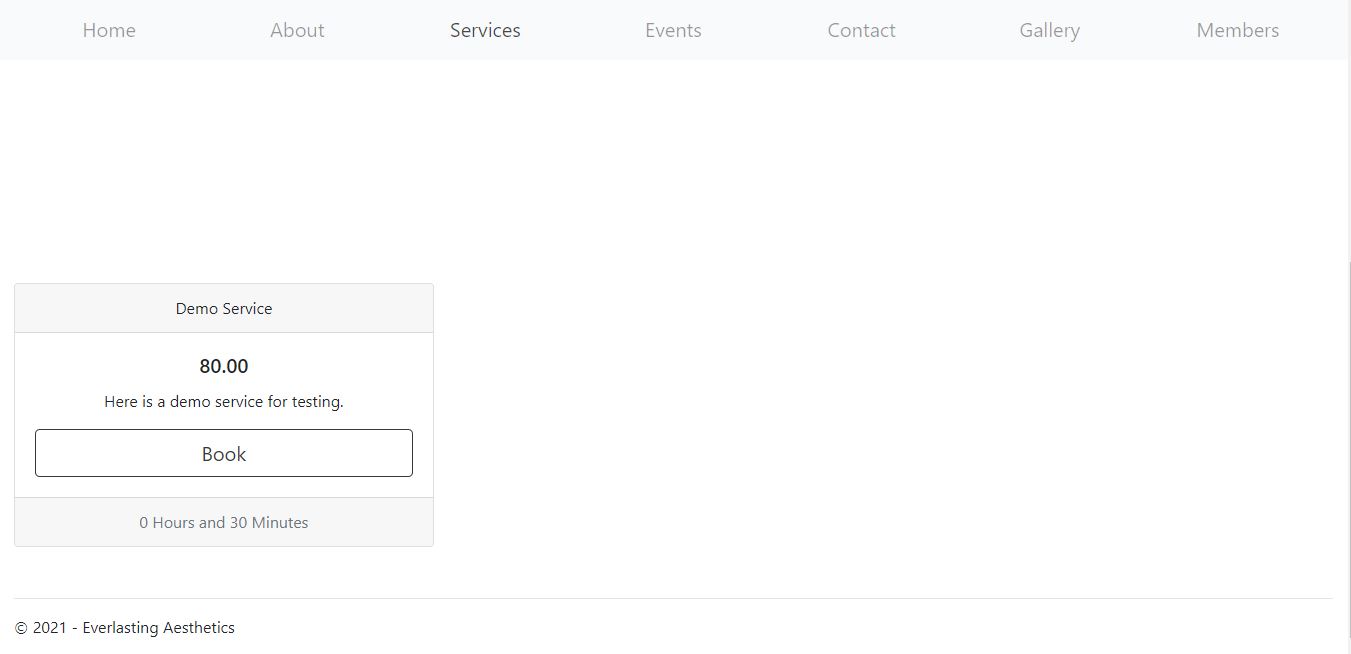 Home About Services Events Contact Gallery Members
Demo Service
80.00
Here is a demo service for testing.
Book
0 Hours and 30 Minutes
© 2021 - Everlasting Aesthetics